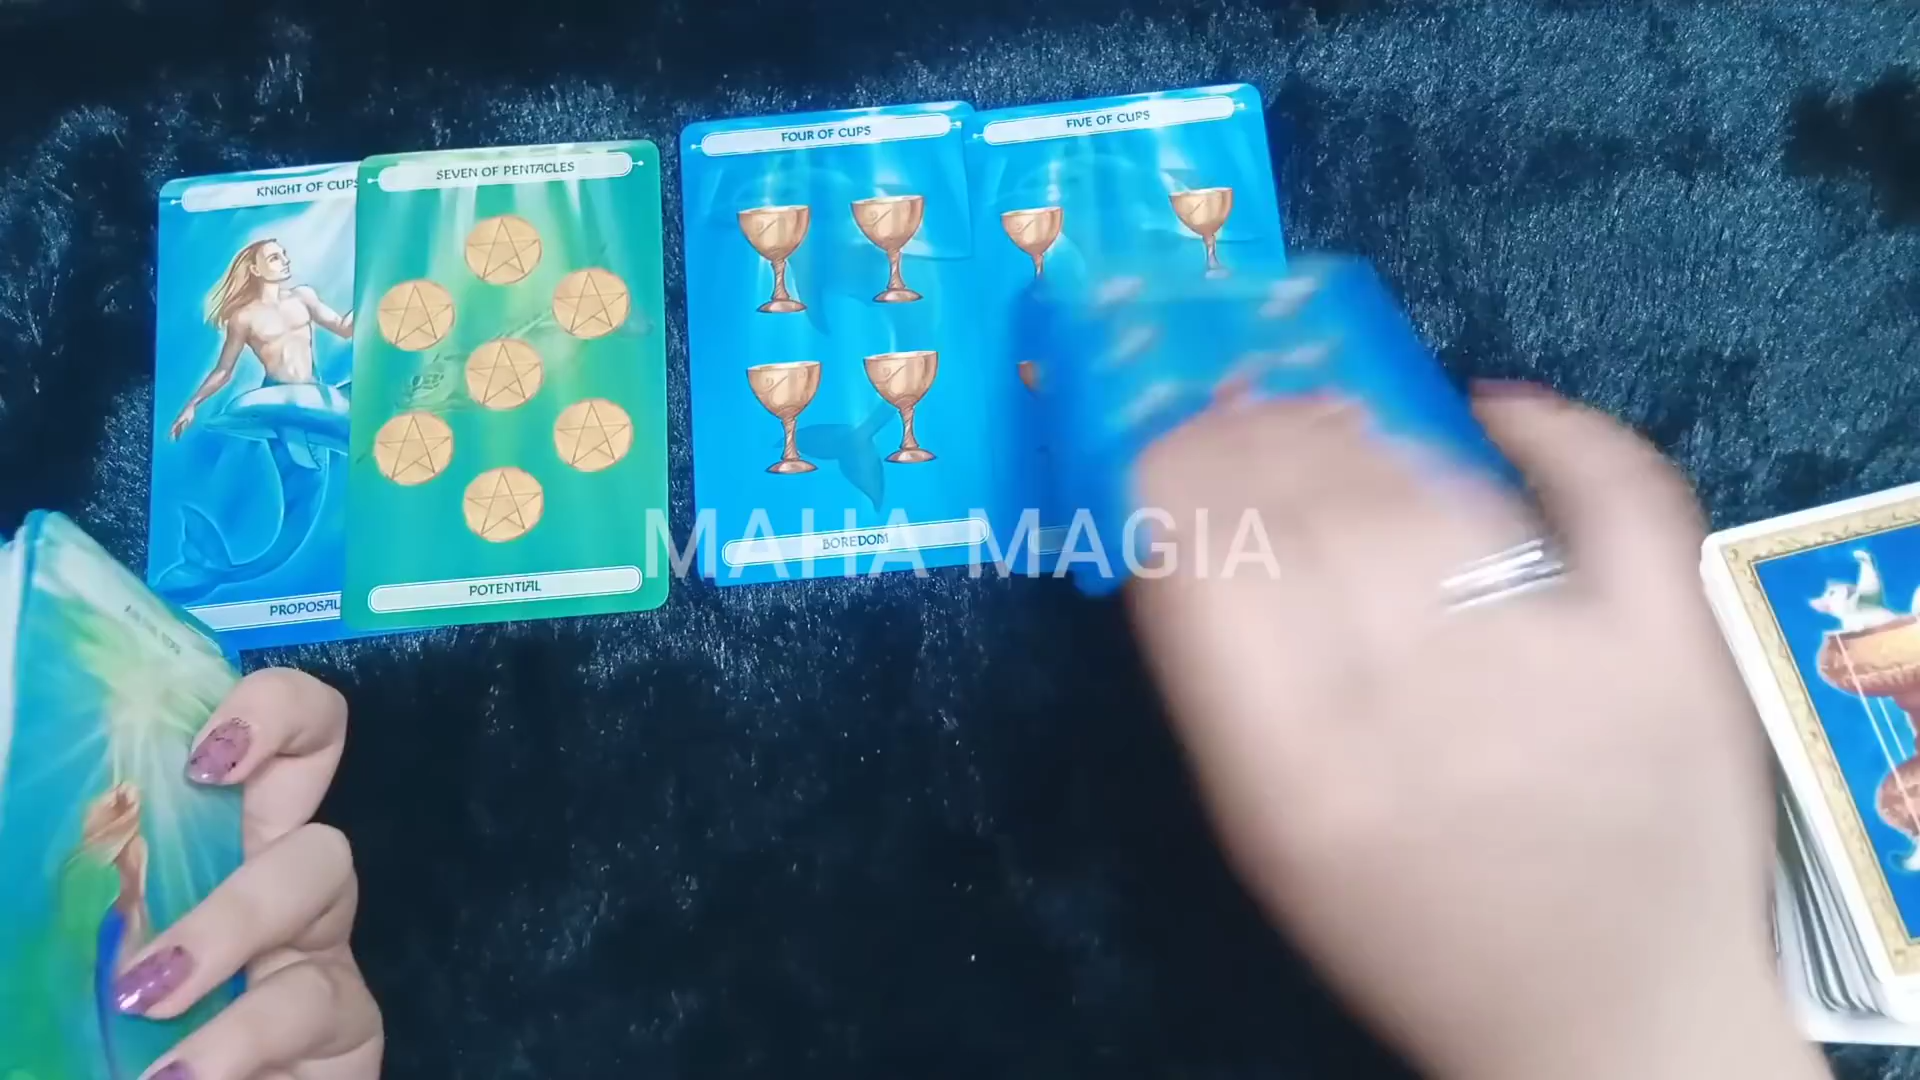 KNIGHT OF CUPS
SEVEN OF PENTACLES
FOUR OF CUPS
FIVE OF CUPS
PROPOSAL
POTENTIAL
BOREDOM
MAHA MAGIA